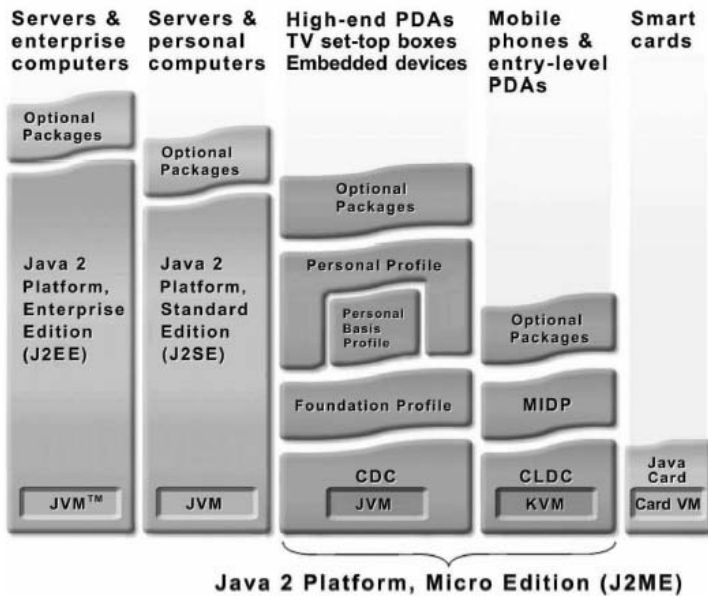 Servers &
enterprise
computers
Servers &
personal
computers
High-end PDAs
TV set-top boxes
Embedded devices
Mobile
phones &
entry-level
PDAs
Smart
cards
Optional
Packages
Java 2
Platform,
Enterprise
Edition
(J2EE)
JVM™
Optional
Packages
Java 2
Platform,
Standard
Edition
(J2SE)
JVM
Optional
Packages
Personal Profile
Personal
Basis
Profile
Foundation Profile
CDC
JVM
Optional
Packages
MIDP
CLDC
KVM
Java
Card
Card VM
Java 2 Platform, Micro Edition (J2ME)